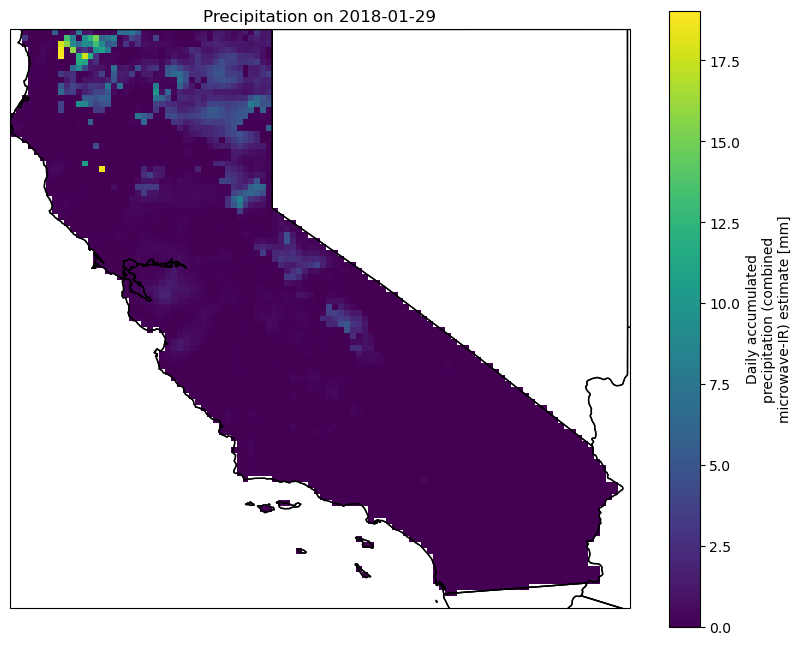 Precipitation on 2018-01-29
17.5
15.0
12.5
10.0
7.5
5.0
2.5
0.0
Daily accumulated
precipitation (combined
microwave-IR) estimate [mm]